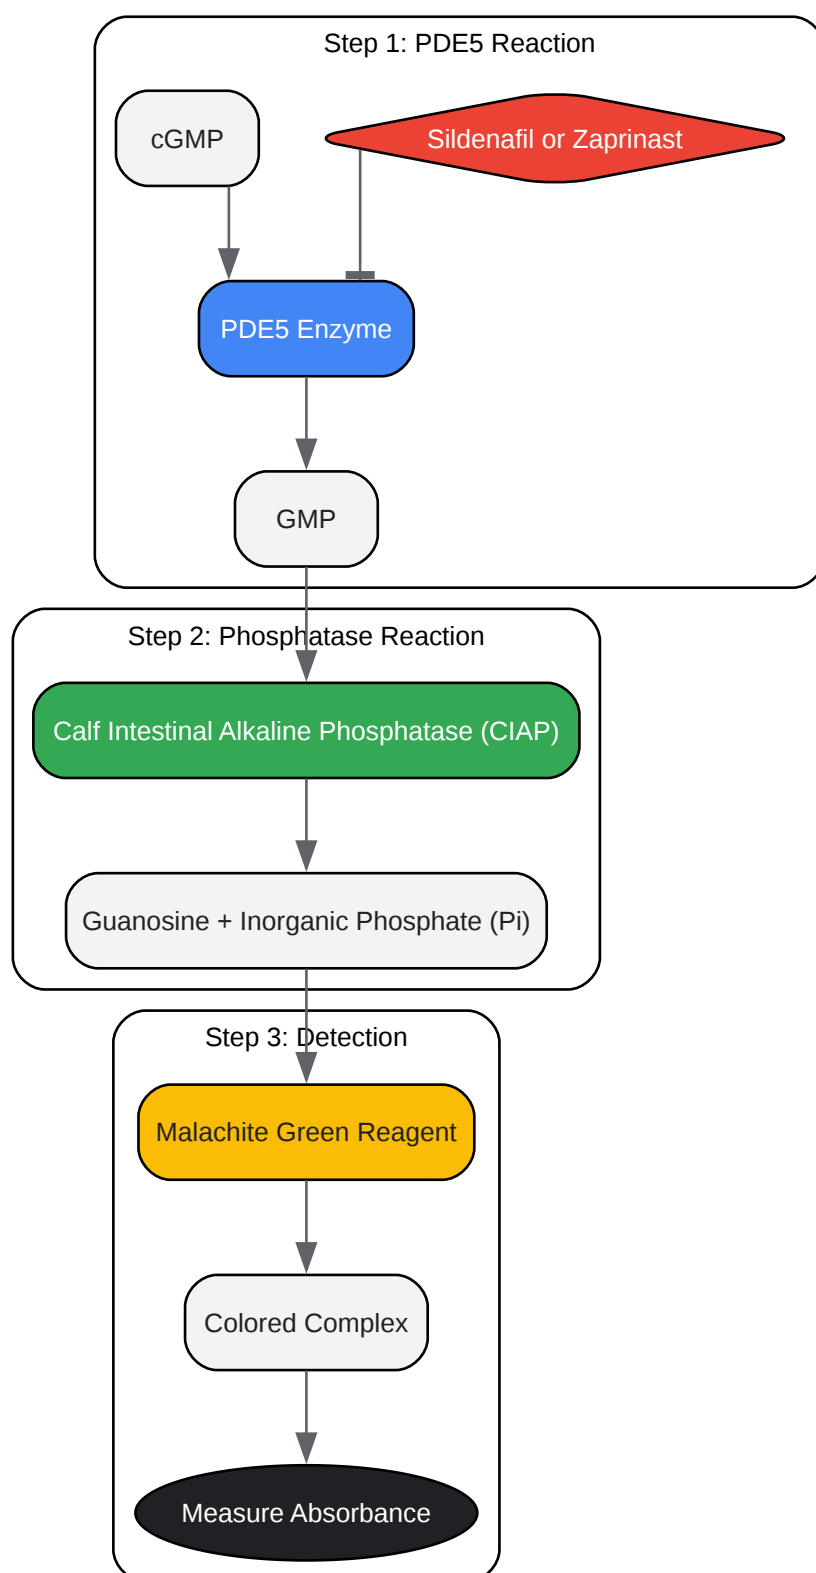 Step 1: PDE5 Reaction
cGMP
Sildenafil or Zaprinast
PDE5 Enzyme
GMP
Step 2: Phosphatase Reaction
Calf Intestinal Alkaline Phosphatase (CIAP)
Guanosine + Inorganic Phosphate (Pi)
Step 3: Detection
Malachite Green Reagent
Colored Complex
Measure Absorbance